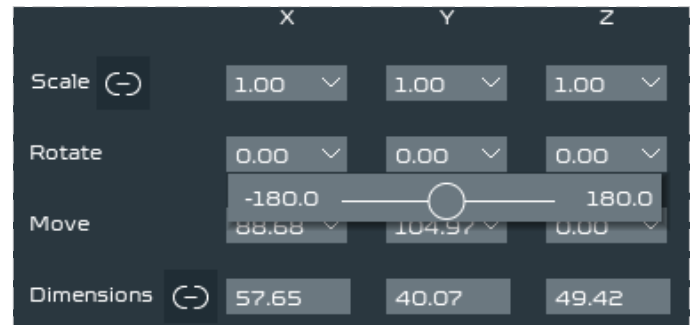 X Y Z
Scale 1.00 1.00 1.00
Rotate 0.00 0.00 0.00
-180.0 180.0
Move 88.68 104.97 0.00
Dimensions 57.65 40.07 49.42